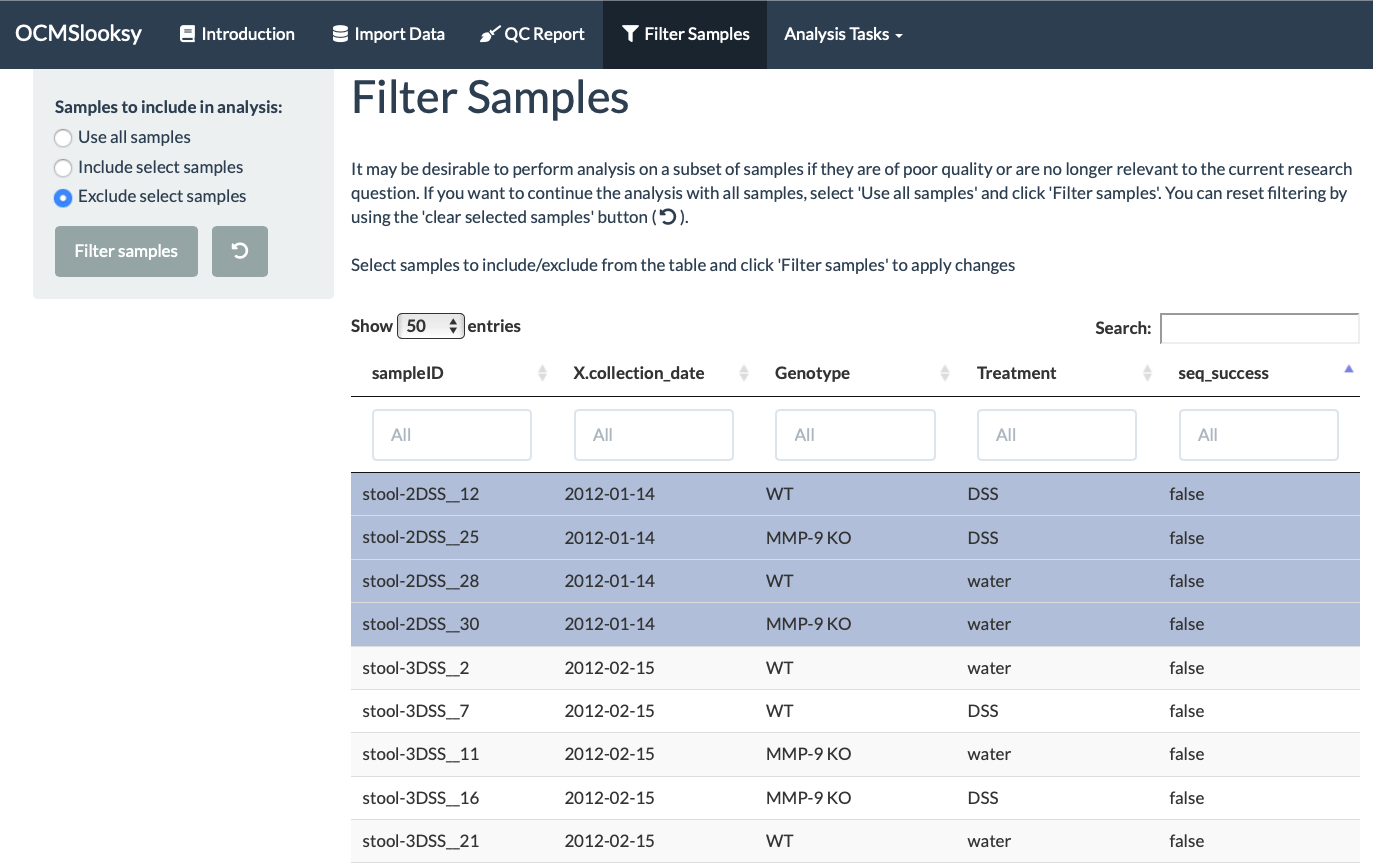 OCMSlooksy Introduction Import Data QC Report Filter Samples Analysis Tasks
Samples to include in analysis:
Use all samples
Include select samples
Exclude select samples
Filter samples
Filter Samples
It may be desirable to perform analysis on a subset of samples if they are of poor quality or are no longer relevant to the current research
question. If you want to continue the analysis with all samples, select 'Use all samples' and click 'Filter samples'. You can reset filtering by
using the 'clear selected samples' button ( ).
Select samples to include/exclude from the table and click 'Filter samples' to apply changes
Show 50 entries Search:
sampleID X.collection_date Genotype Treatment seq_success
All All All All All
stool-2DSS__12 2012-01-14 WT DSS false
stool-2DSS__25 2012-01-14 MMP-9 KO DSS false
stool-2DSS__28 2012-01-14 WT water false
stool-2DSS__30 2012-01-14 MMP-9 KO water false
stool-3DSS__2 2012-02-15 WT water false
stool-3DSS__7 2012-02-15 WT DSS false
stool-3DSS__11 2012-02-15 MMP-9 KO water false
stool-3DSS__16 2012-02-15 MMP-9 KO DSS false
stool-3DSS__21 2012-02-15 WT water false